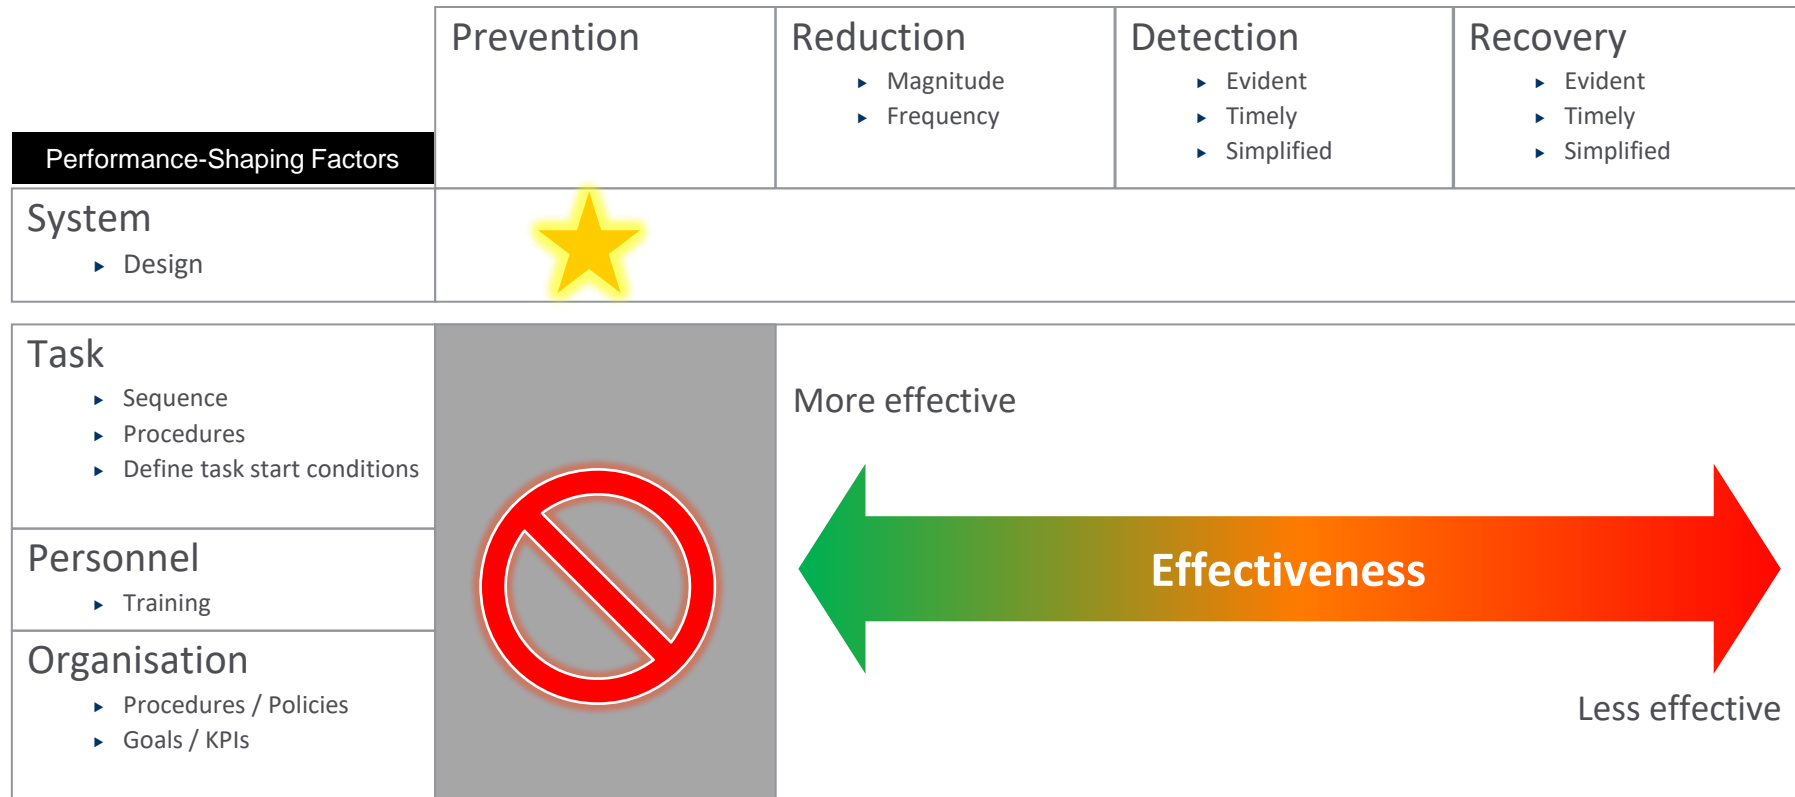 Prevention
Reduction
Magnitude
Frequency
Detection
Evident
Timely
Simplified
Recovery
Evident
Timely
Simplified
Performance-Shaping Factors
System
Design
Task
Sequence
Procedures
Define task start conditions
Personnel
Training
Organisation
Procedures / Policies
Goals / KPIs
More effective
Effectiveness
Less effective